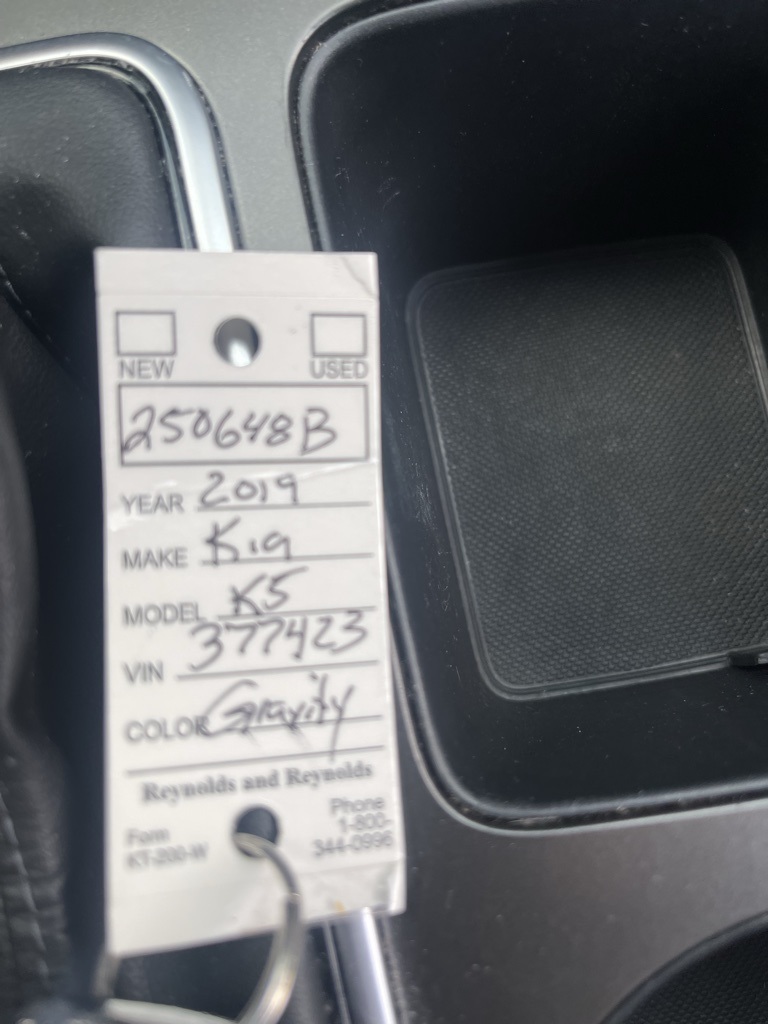 NEW USED
250648B
YEAR 2019
MAKE Kia
MODEL K5
VIN 377423
COLOR Gravity
Reynolds and Reynolds
Form
KT-200-W
Phone
1-800-
344-0996